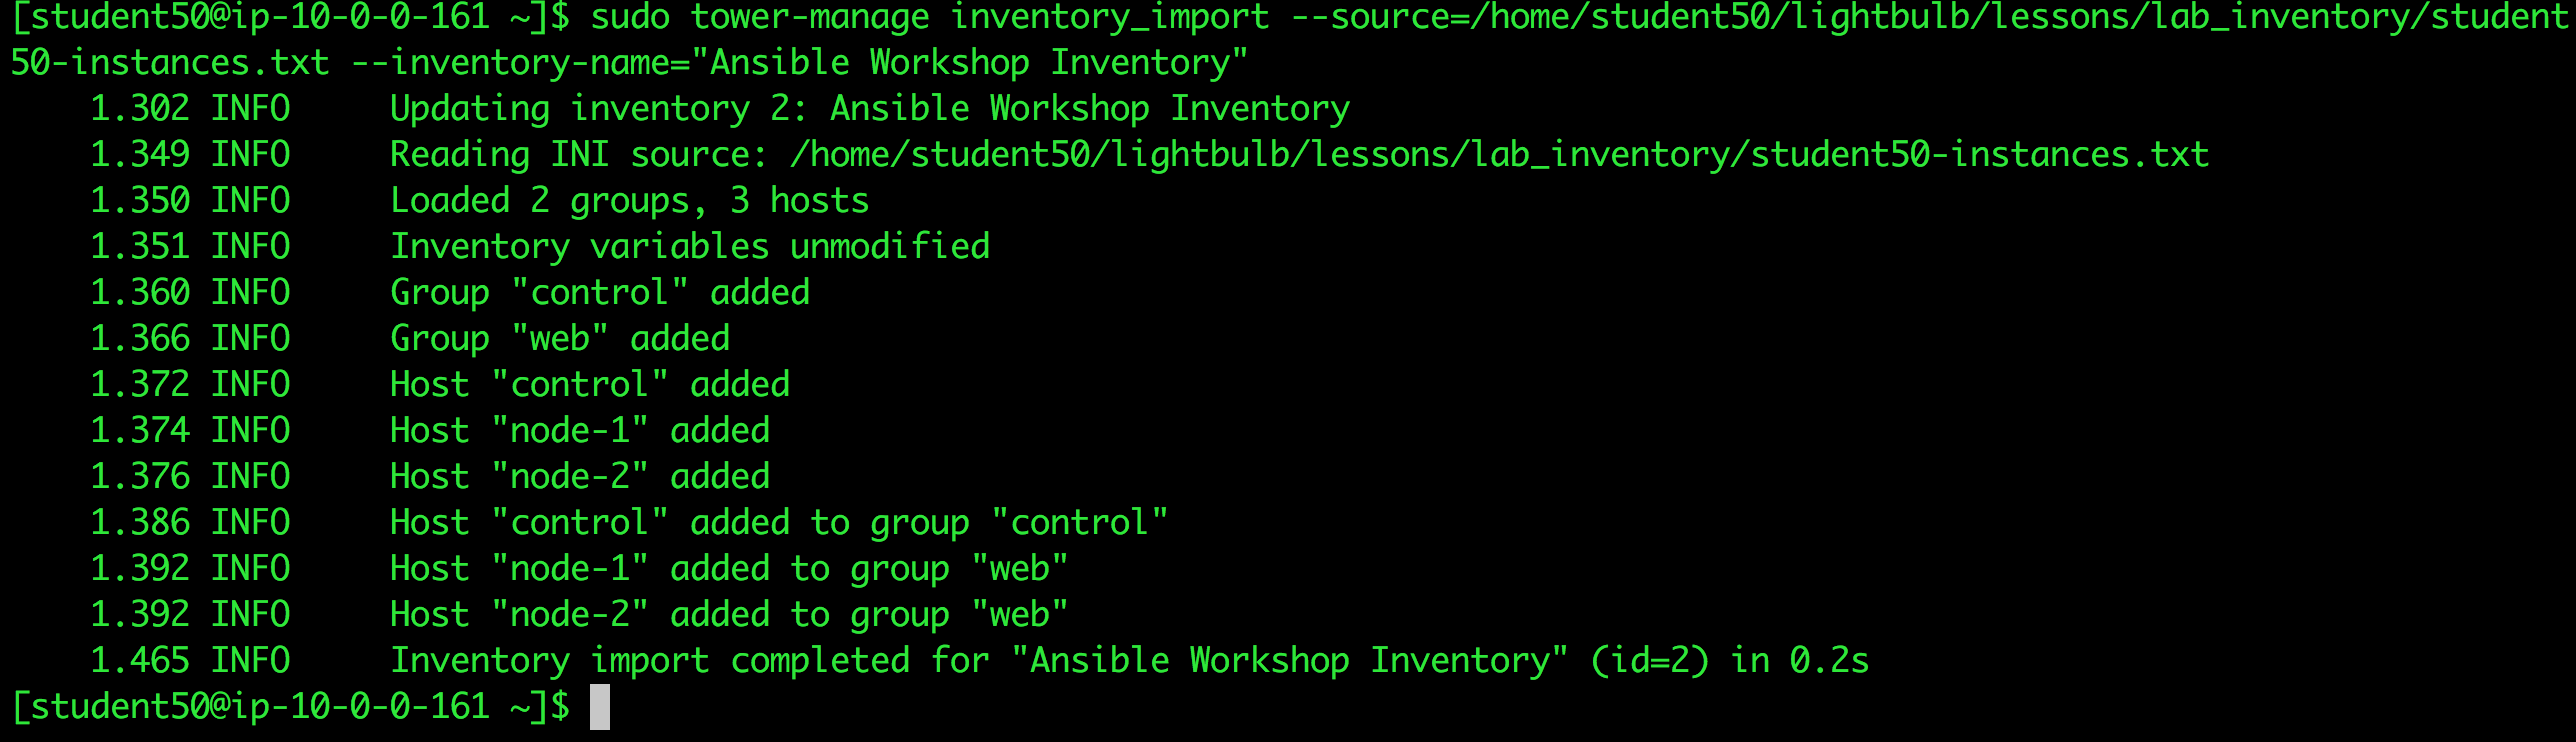 [student50@ip-10-0-0-161 ~]$ sudo tower-manage inventory_import --source=/home/student50/lightbulb/lessons/lab_inventory/student
50-instances.txt --inventory-name="Ansible Workshop Inventory"
    1.302 INFO     Updating inventory 2: Ansible Workshop Inventory
    1.349 INFO     Reading INI source: /home/student50/lightbulb/lessons/lab_inventory/student50-instances.txt
    1.350 INFO     Loaded 2 groups, 3 hosts
    1.351 INFO     Inventory variables unmodified
    1.360 INFO     Group "control" added
    1.366 INFO     Group "web" added
    1.372 INFO     Host "control" added
    1.374 INFO     Host "node-1" added
    1.376 INFO     Host "node-2" added
    1.386 INFO     Host "control" added to group "control"
    1.392 INFO     Host "node-1" added to group "web"
    1.392 INFO     Host "node-2" added to group "web"
    1.465 INFO     Inventory import completed for "Ansible Workshop Inventory" (id=2) in 0.2s
[student50@ip-10-0-0-161 ~]$